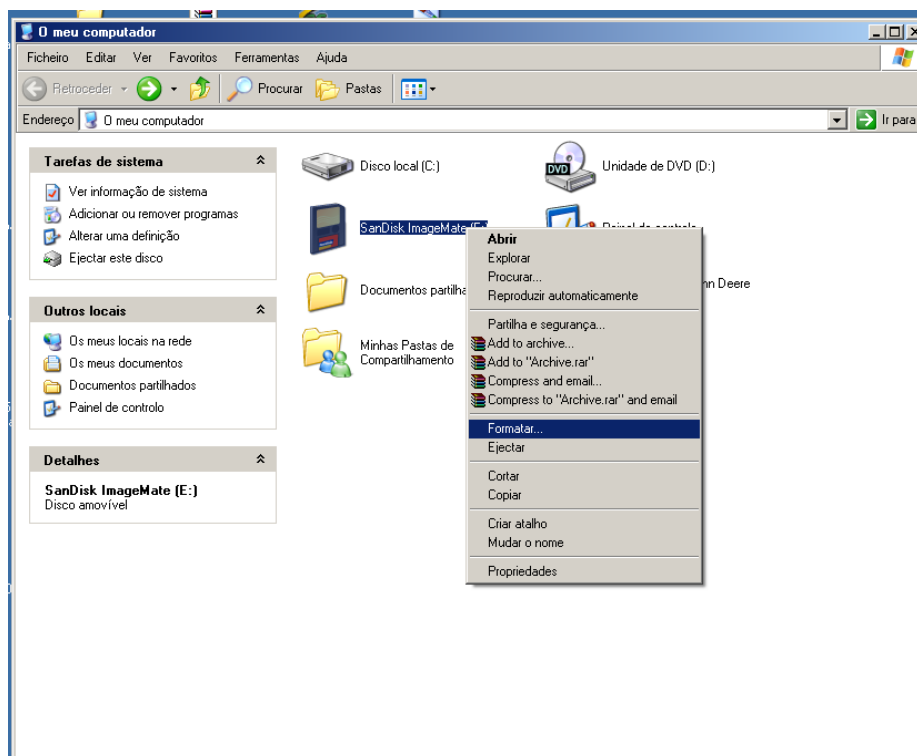 O meu computador
Ficheiro Editar Ver Favoritos Ferramentas Ajuda
Retroceder Procurar Pastas
Endereço O meu computador Ir para
Tarefas de sistema
Ver informação de sistema
Adicionar ou remover programas
Alterar uma definição
Ejectar este disco
Outros locais
Os meus locais na rede
Os meus documentos
Documentos partilhados
Painel de controlo
Detalhes
SanDisk ImageMate (E:)
Disco amovível
Disco local (C:)
DVD
Unidade de DVD (D:)
SanDisk ImageMate (E:)
Painel de controlo
Documentos partilha
nn Deere
Minhas Pastas de
Compartilhamento
Abrir
Explorar
Procurar...
Reproduzir automaticamente
Partilha e segurança...
Add to archive...
Add to "Archive.rar"
Compress and email...
Compress to "Archive.rar" and email
Formatar...
Ejectar
Cortar
Copiar
Criar atalho
Mudar o nome
Propriedades